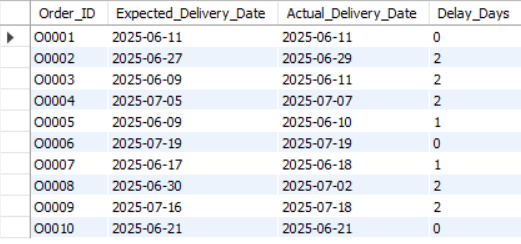 Order_ID Expected_Delivery_Date Actual_Delivery_Date Delay_Days
O0001 2025-06-11 2025-06-11 0
O0002 2025-06-27 2025-06-29 2
O0003 2025-06-09 2025-06-11 2
O0004 2025-07-05 2025-07-07 2
O0005 2025-06-09 2025-06-10 1
O0006 2025-07-19 2025-07-19 0
O0007 2025-06-17 2025-06-18 1
O0008 2025-06-30 2025-07-02 2
O0009 2025-07-16 2025-07-18 2
O0010 2025-06-21 2025-06-21 0